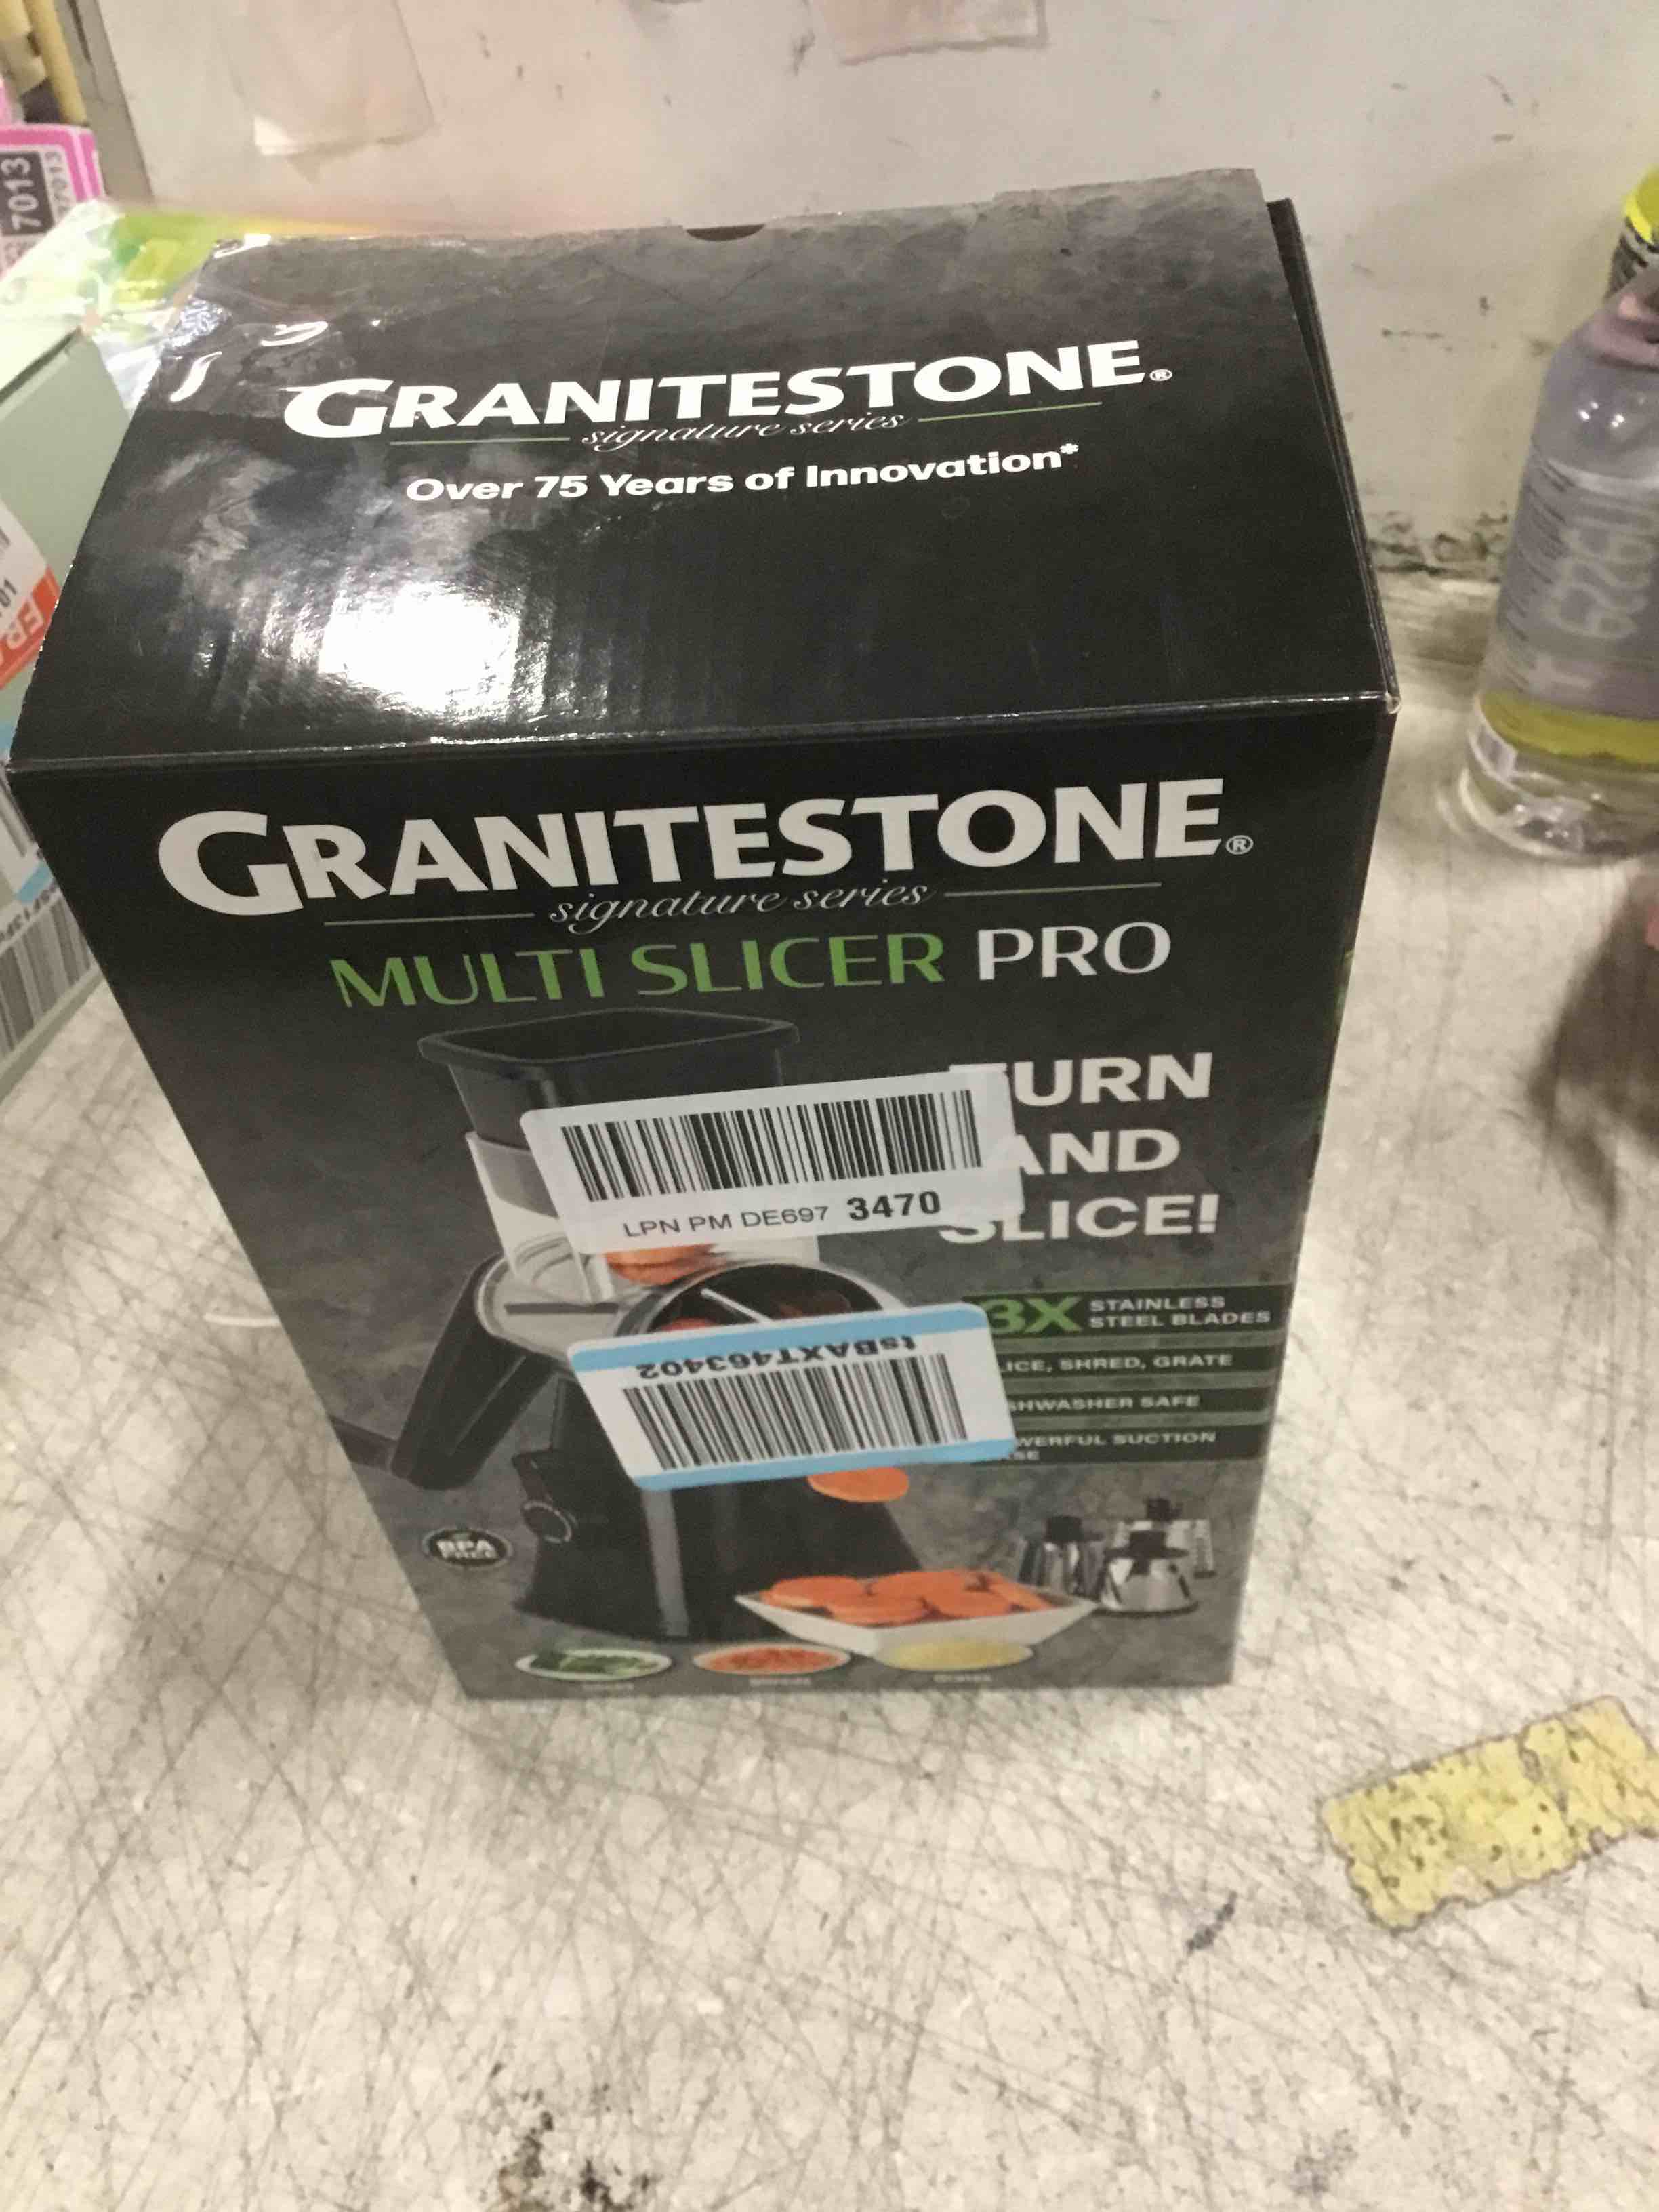 7013
GRANITESTONE®
signature series
Over 75 Years of Innovation*
GRANITESTONE®
signature series
MULTI SLICER PRO
TURN
AND
SLICE!
LPN PM DE697 3470
3X STAINLESS
STEEL BLADES
LICE, SHRED, GRATE
tsBAXT463402
SHWASHER SAFE
WERFUL SUCTION
SE
BPA
FREE